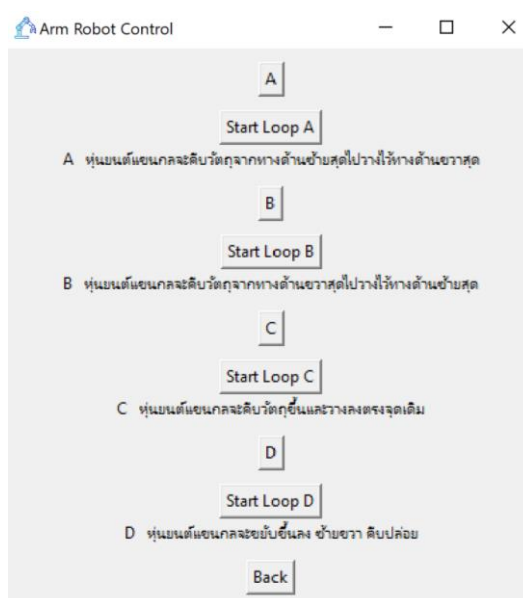 Arm Robot Control
A
Start Loop A
A หุ่นยนต์แขนกลจะคีบวัตถุจากทางด้านซ้ายสุดไปวางไว้ทางด้านขวาสุด
B
Start Loop B
B หุ่นยนต์แขนกลจะคีบวัตถุจากทางด้านขวาสุดไปวางไว้ทางด้านซ้ายสุด
C
Start Loop C
C หุ่นยนต์แขนกลจะคีบวัตถุขึ้นและวางลงตรงจุดเดิม
D
Start Loop D
D หุ่นยนต์แขนกลจะขยับขึ้นลง ซ้ายขวา คีบปล่อย
Back